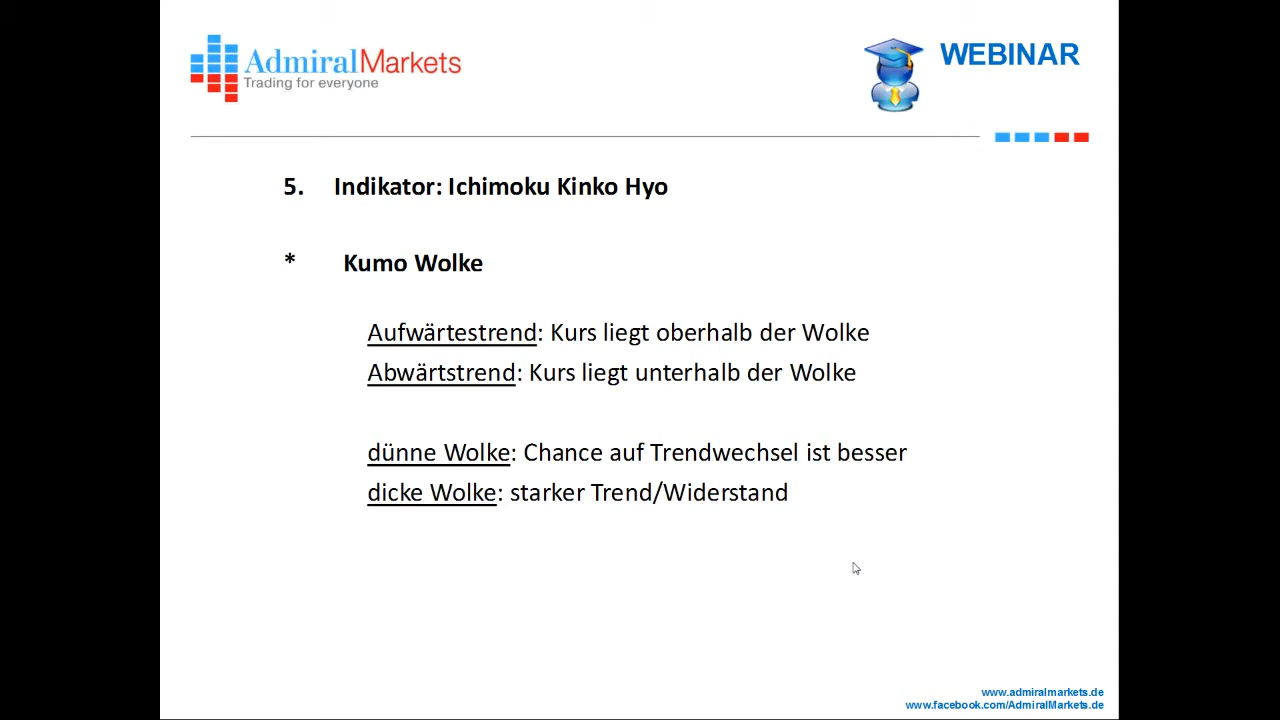 AdmiralMarkets
Trading for everyone
WEBINAR
5. Indikator: Ichimoku Kinko Hyo
* Kumo Wolke
Aufwärtestrend: Kurs liegt oberhalb der Wolke
Abwärtstrend: Kurs liegt unterhalb der Wolke
dünne Wolke: Chance auf Trendwechsel ist besser
dicke Wolke: starker Trend/Widerstand
www.admiralmarkets.de
www.facebook.com/AdmiralMarkets.de